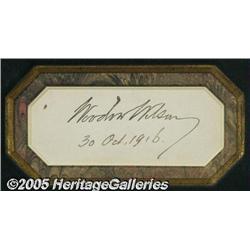 Woodrow Wilson
30 Oct. 1916.
©2005 HeritageGalleries